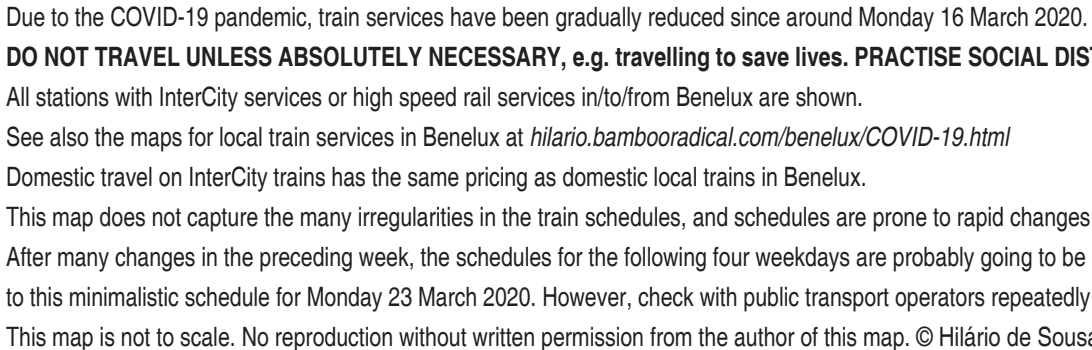 Due to the COVID-19 pandemic, train services have been gradually reduced since around Monday 16 March 2020.
DO NOT TRAVEL UNLESS ABSOLUTELY NECESSARY, e.g. travelling to save lives. PRACTISE SOCIAL DIS
All stations with InterCity services or high speed rail services in/to/from Benelux are shown.
See also the maps for local train services in Benelux at hilario.bambooradical.com/benelux/COVID-19.html
Domestic travel on InterCity trains has the same pricing as domestic local trains in Benelux.
This map does not capture the many irregularities in the train schedules, and schedules are prone to rapid changes
After many changes in the preceding week, the schedules for the following four weekdays are probably going to be
to this minimalistic schedule for Monday 23 March 2020. However, check with public transport operators repeatedly
This map is not to scale. No reproduction without written permission from the author of this map. © Hilário de Sousa